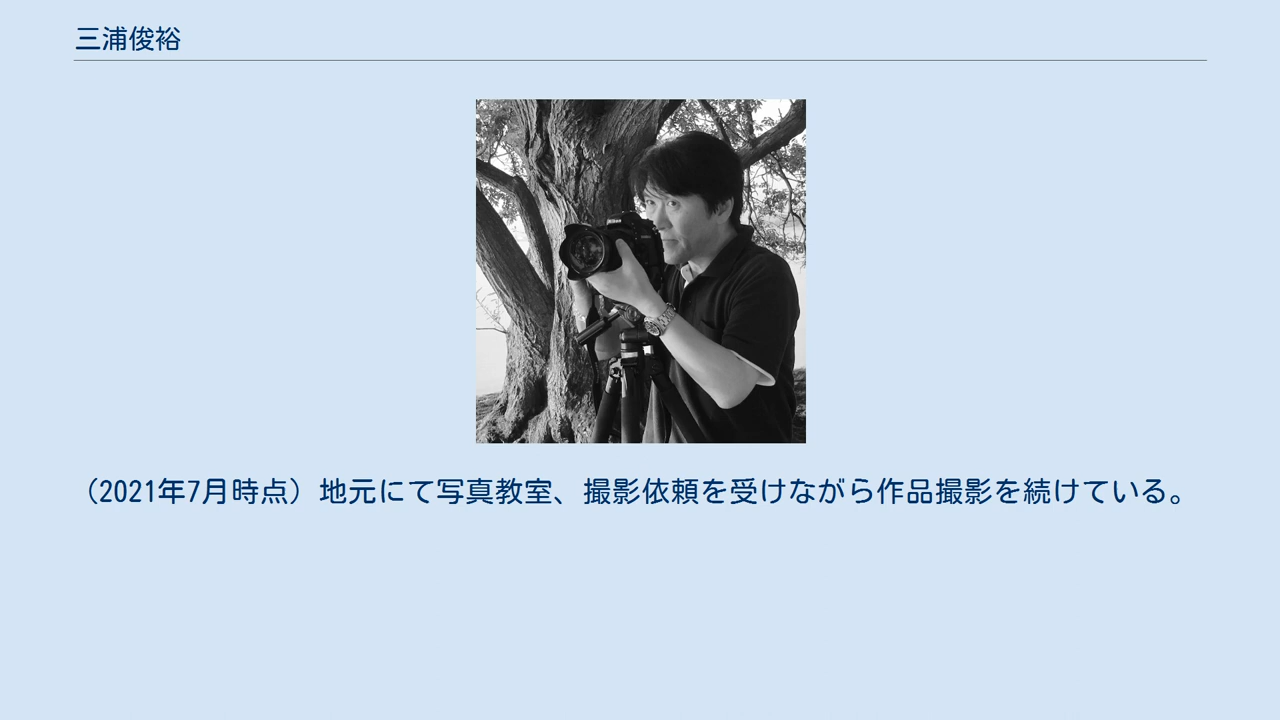 三浦俊裕
（2021年7月時点）地元にて写真教室、撮影依頼を受けながら作品撮影を続けている。